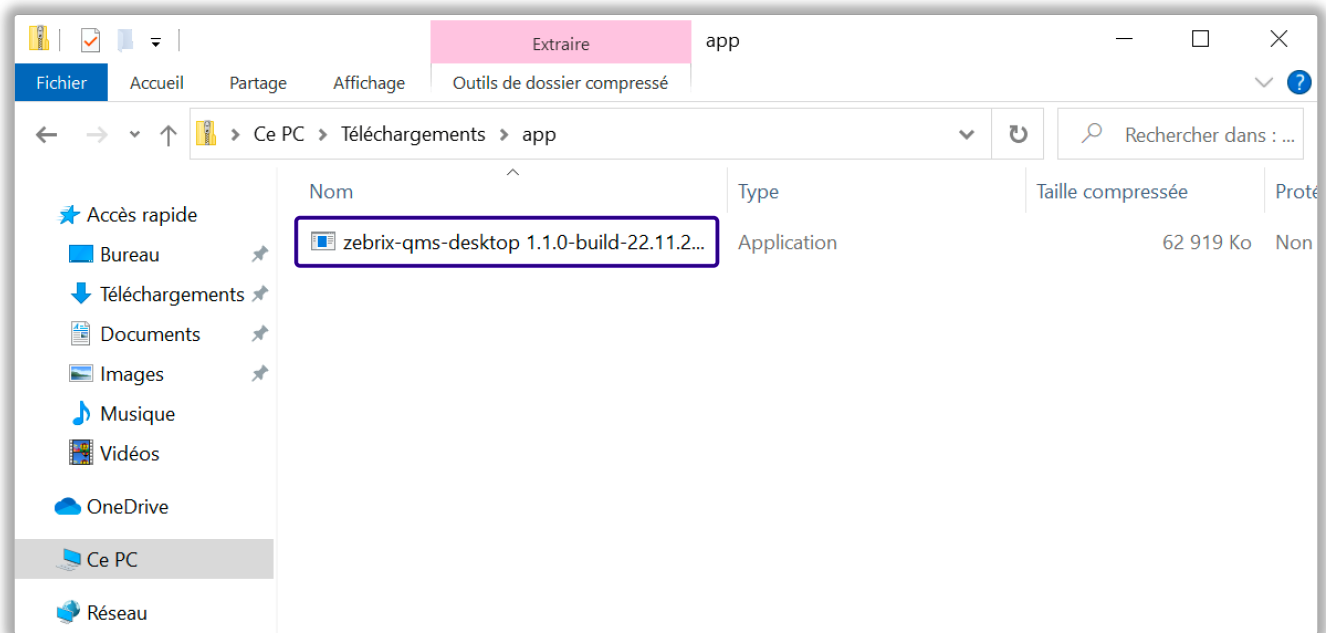 Extraire
app
Fichier Accueil Partage Affichage Outils de dossier compressé
?
Ce PC > Téléchargements > app
Rechercher dans : ...
Nom Type Taille compressée Proté
zebrix-qms-desktop 1.1.0-build-22.11.2... Application 62 919 Ko Non
Accès rapide
Bureau
Téléchargements
Documents
Images
Musique
Vidéos
OneDrive
Ce PC
Réseau